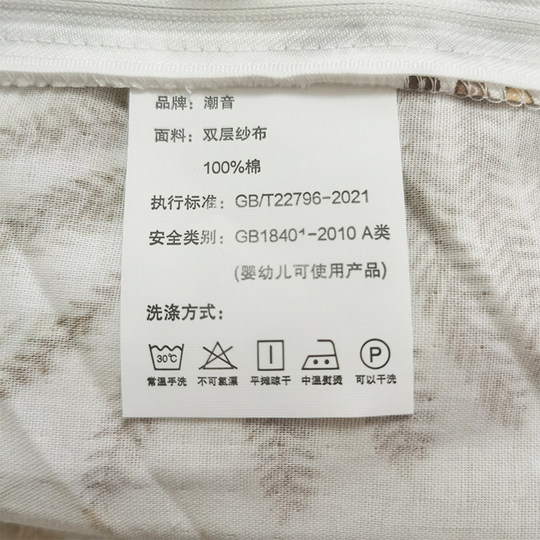 品牌：潮音
面料：双层纱布
100%棉
执行标准：GB/T22796-2021
安全类别：GB18401-2010 A类
(婴幼儿可使用产品)
洗涤方式：
30℃ I P
常温手洗 不可氯漂 平摊晾干 中温熨烫 可以干洗